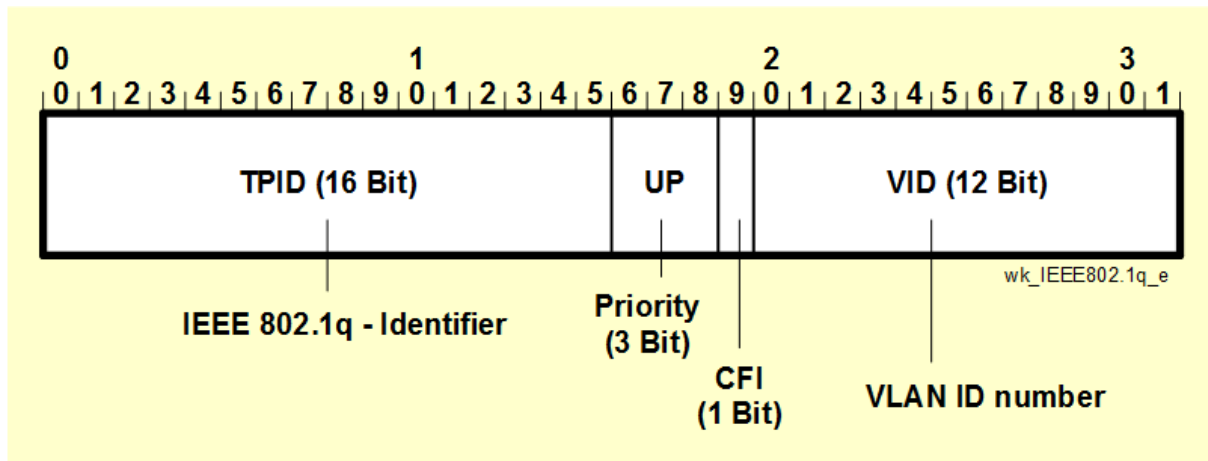 0 1 2 3
0 1 2 3 4 5 6 7 8 9 0 1 2 3 4 5 6 7 8 9 0 1 2 3 4 5 6 7 8 9 0 1
TPID (16 Bit) UP VID (12 Bit)
wk_IEEE802.1q_e
IEEE 802.1q - Identifier
Priority
(3 Bit)
CFI
(1 Bit)
VLAN ID number